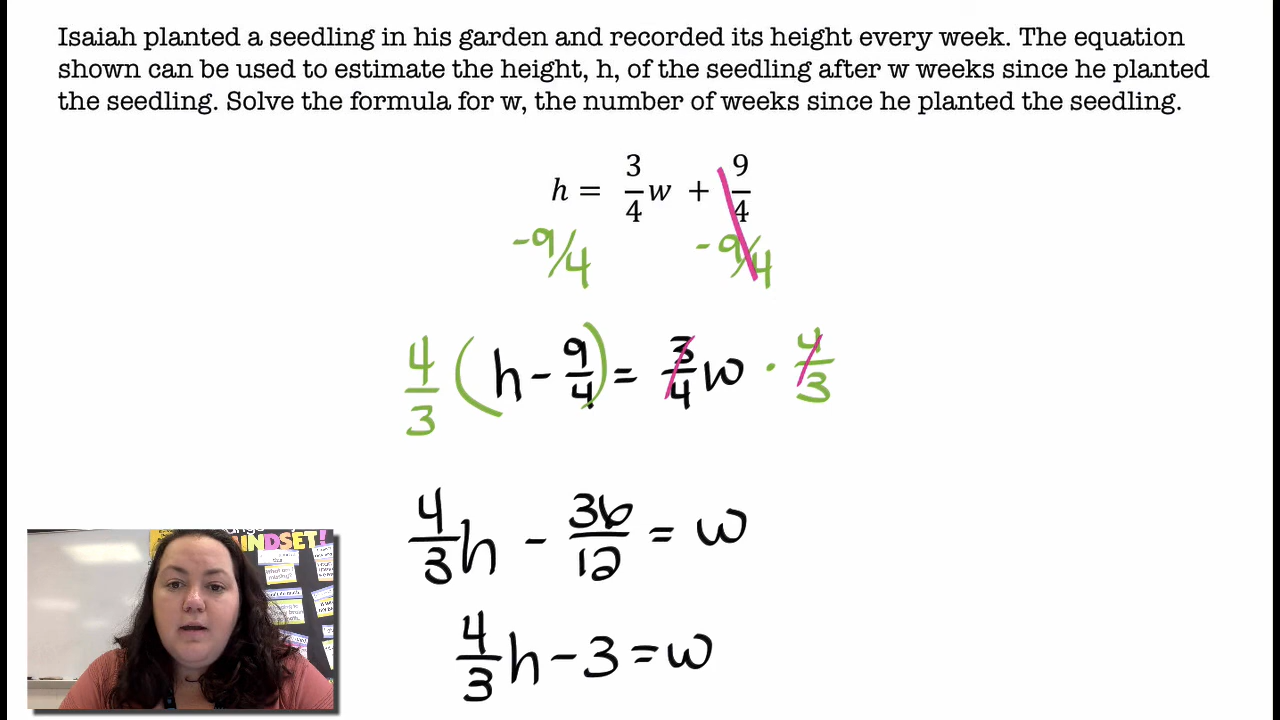 Isaiah planted a seedling in his garden and recorded its height every week. The equation
shown can be used to estimate the height, h, of the seedling after w weeks since he planted
the seedling. Solve the formula for w, the number of weeks since he planted the seedling.
h = 3/4 w + 9/4
-9/4 -9/4
4/3 (h - 9/4) = 3/4 w · 4/3
4/3 h - 36/12 = w
4/3 h - 3 = w
MINDSET!